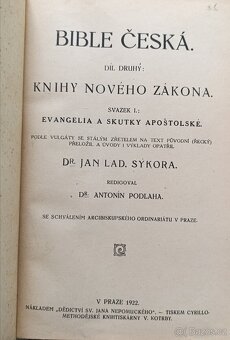 BIBLE ČESKÁ.
DÍL DRUHÝ:
KNIHY NOVÉHO ZÁKONA.
SVAZEK I.:
EVANGELIA A SKUTKY APOŠTOLSKÉ.
PODLE VULGÁTY SE STÁLÝM ZŘETELEM NA TEXT PŮVODNÍ (ŘECKÝ)
PŘELOŽIL A ÚVODY I VÝKLADY OPATŘIL
DR. JAN LAD. SÝKORA.
REDIGOVAL
DR. ANTONÍN PODLAHA.
SE SCHVÁLENÍM ARCIBISKUPSKÉHO ORDINARIÁTU V PRAZE.
V PRAZE 1922.
NÁKLADEM „DĚDICTVÍ SV. JANA NEPOMUCKÉHO“. – TISKEM CYRILLO-
METHODĚJSKÉ KNIHTISKÁRNY V. KOTRBY.